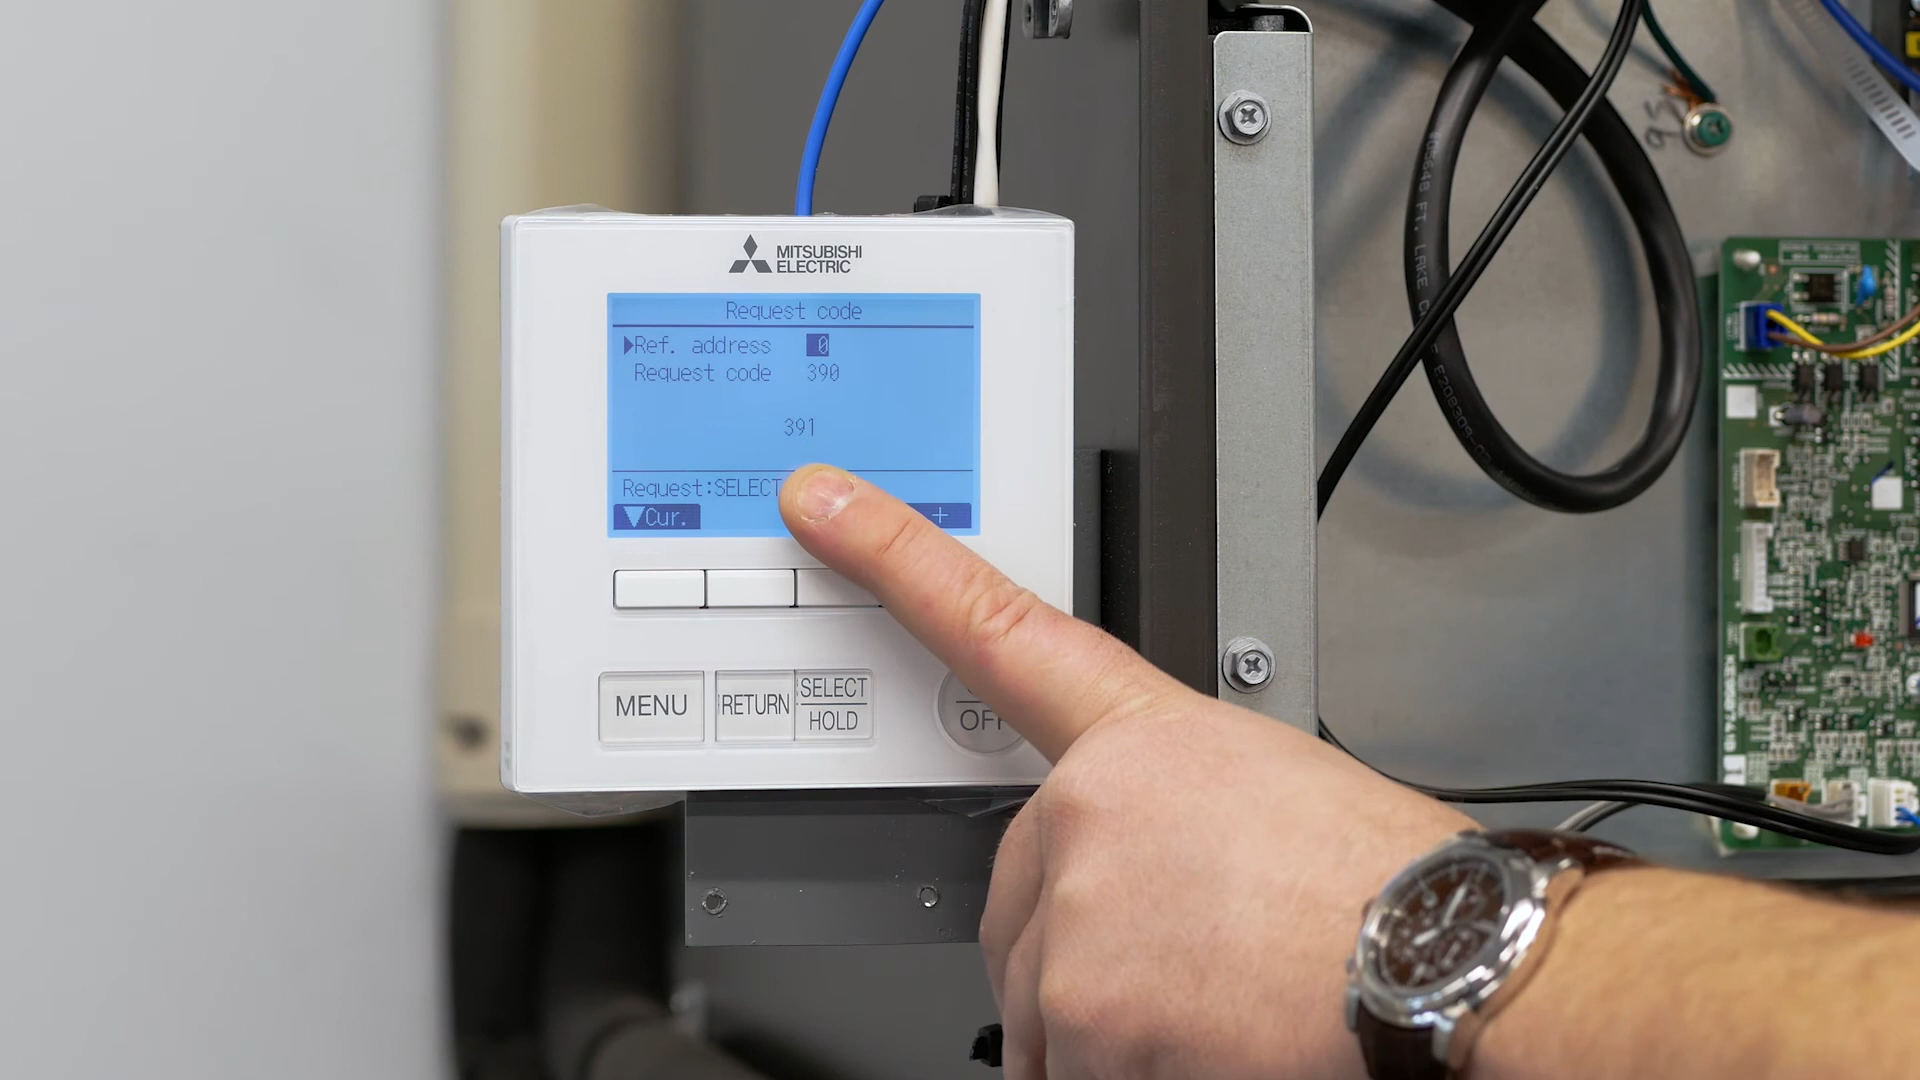 MITSUBISHI
ELECTRIC
Request code
Ref. address 0
Request code 390
391
Request:SELECT
▼Cur. +
MENU
RETURN
SELECT
HOLD
OFF
95